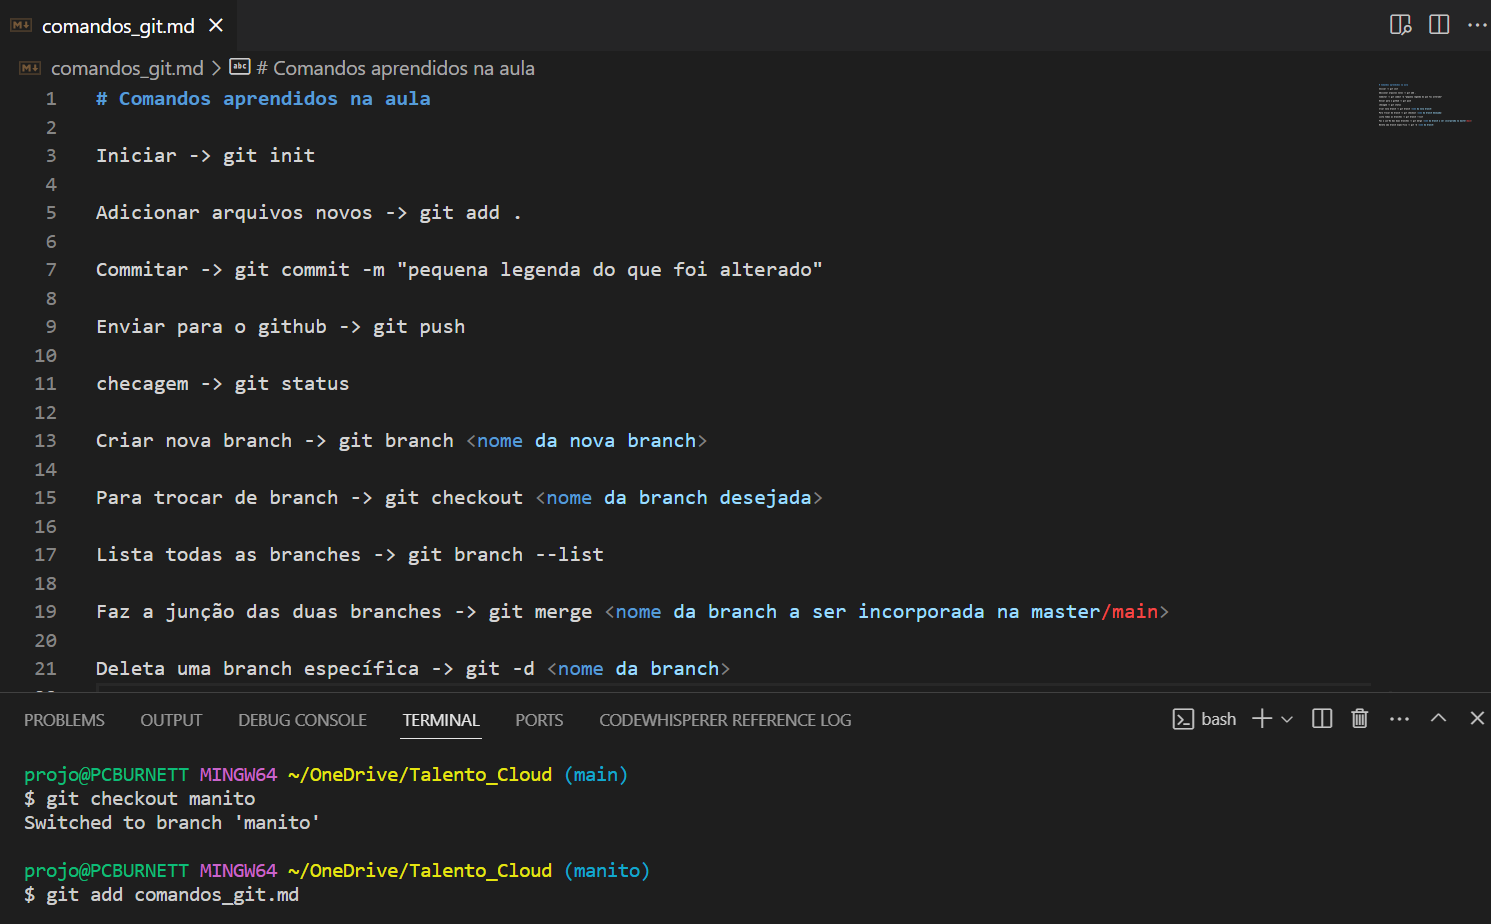 comandos_git.md
comandos_git.md > # Comandos aprendidos na aula
1 # Comandos aprendidos na aula
2
3 Iniciar -> git init
4
5 Adicionar arquivos novos -> git add .
6
7 Commitar -> git commit -m "pequena legenda do que foi alterado"
8
9 Enviar para o github -> git push
10
11 checagem -> git status
12
13 Criar nova branch -> git branch <nome da nova branch>
14
15 Para trocar de branch -> git checkout <nome da branch desejada>
16
17 Lista todas as branches -> git branch --list
18
19 Faz a junção das duas branches -> git merge <nome da branch a ser incorporada na master/main>
20
21 Deleta uma branch específica -> git -d <nome da branch>
PROBLEMS OUTPUT DEBUG CONSOLE TERMINAL PORTS CODEWHISPERER REFERENCE LOG bash
projo@PCBURNETT MINGW64 ~/OneDrive/Talento_Cloud (main)
$ git checkout manito
Switched to branch 'manito'
projo@PCBURNETT MINGW64 ~/OneDrive/Talento_Cloud (manito)
$ git add comandos_git.md